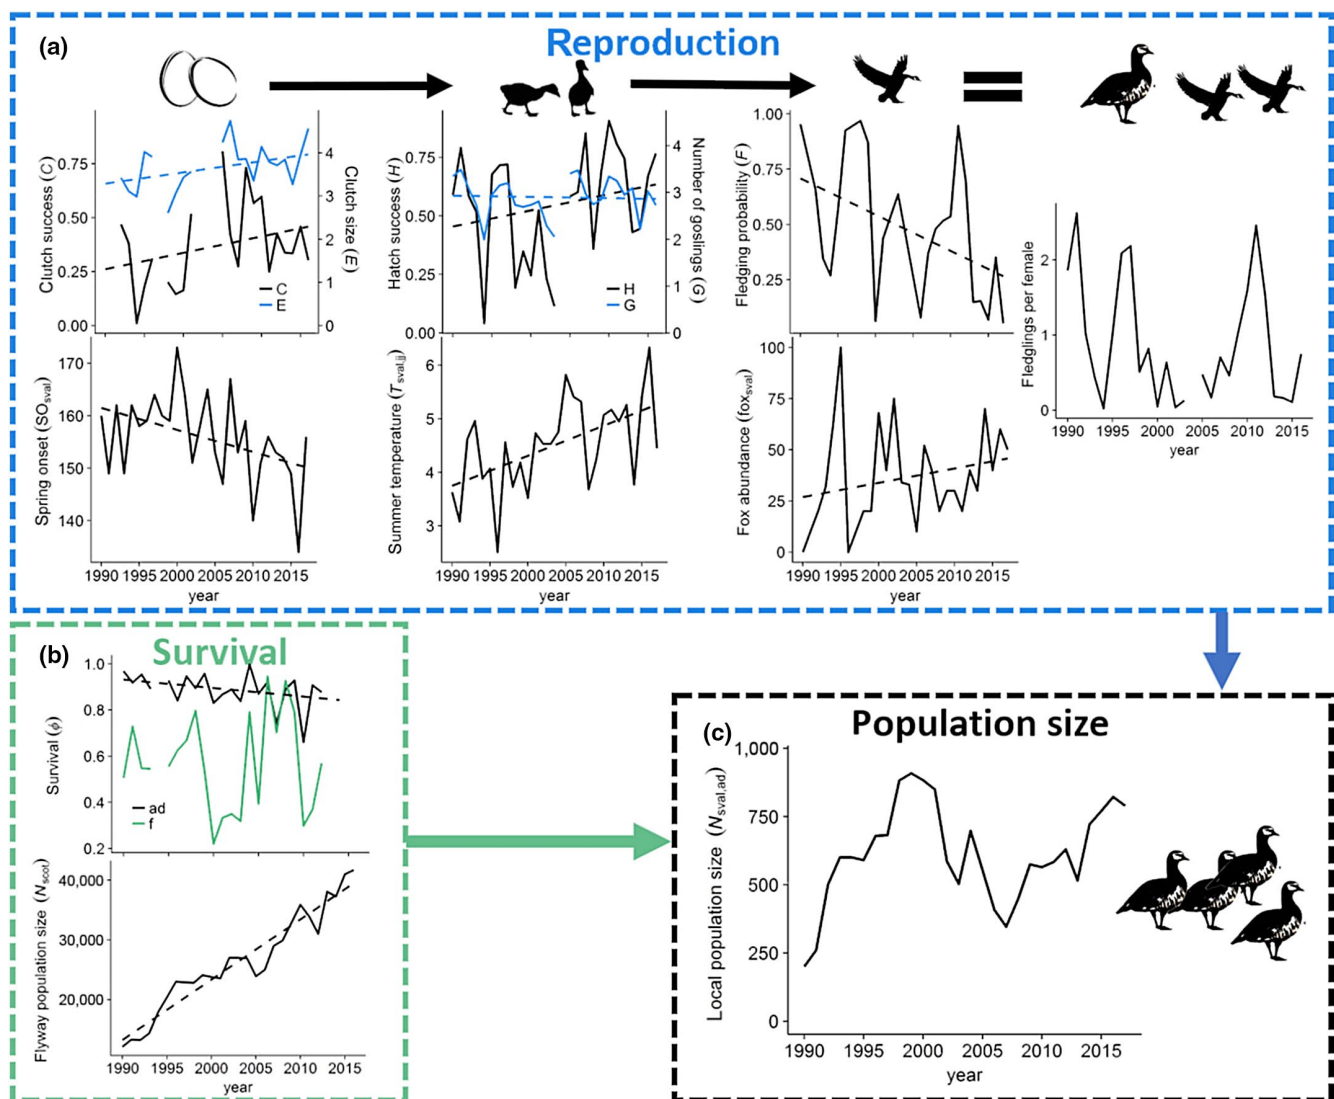 (a)
Reproduction
Clutch success (C)
0.75
0.50
0.25
0.00
C
E
4
3
2
1
0
Clutch size (E)
Hatch success (H)
0.75
0.50
0.25
0.00
H
G
4
3
2
1
0
Number of goslings (G)
Fledging probability (F)
1.00
0.75
0.50
0.25
Fledglings per female
2
1
0
1990 1995 2000 2005 2010 2015
year
Spring onset (SOsval)
170
160
150
140
1990 1995 2000 2005 2010 2015
year
Summer temperature (Tsval,jj)
6
5
4
3
1990 1995 2000 2005 2010 2015
year
Fox abundance (foxsval)
100
75
50
25
0
1990 1995 2000 2005 2010 2015
year
(b)
Survival
Survival (ϕ)
1.0
0.8
0.6
0.4
0.2
ad
f
Flyway population size (Nscot)
40,000
30,000
20,000
1990 1995 2000 2005 2010 2015
year
(c)
Population size
Local population size (Nsval,ad)
1,000
750
500
250
0
1990 1995 2000 2005 2010 2015
year